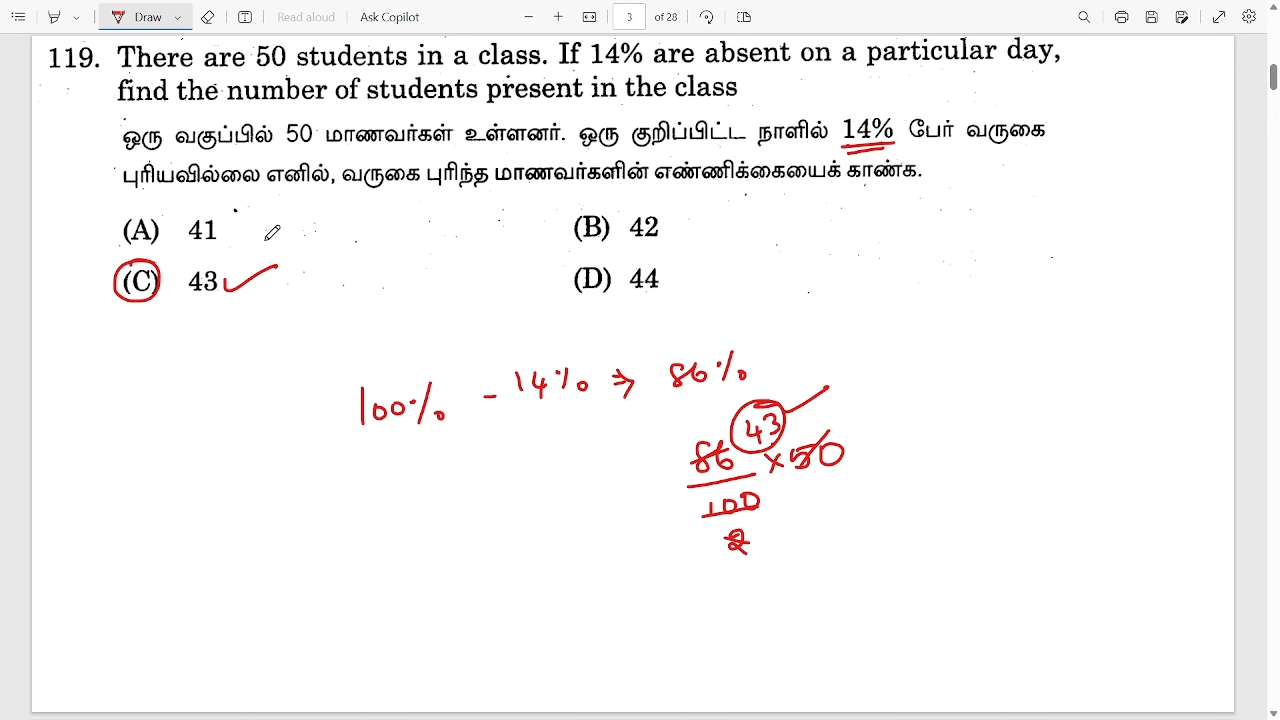 Draw
Read aloud
Ask Copilot
3 of 28
119. There are 50 students in a class. If 14% are absent on a particular day,
find the number of students present in the class
ஒரு வகுப்பில் 50 மாணவர்கள் உள்ளனர். ஒரு குறிப்பிட்ட நாளில் 14% பேர் வருகை
புரியவில்லை எனில், வருகை புரிந்த மாணவர்களின் எண்ணிக்கையைக் காண்க.
(A) 41 (B) 42
(C) 43 (D) 44
100% - 14% ⇒ 86%
43
86 × 50
100
2